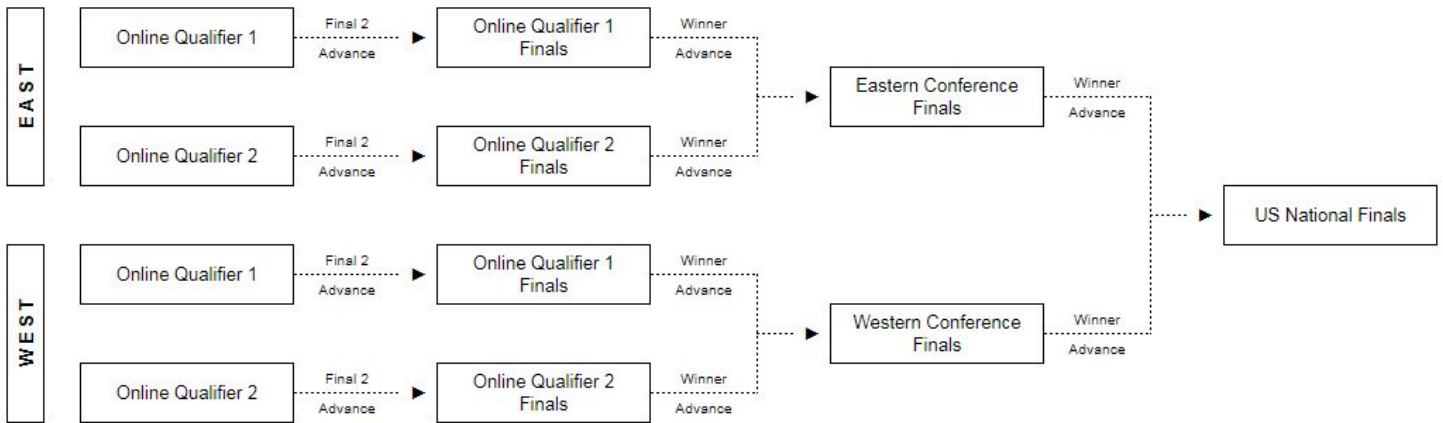 EAST
Online Qualifier 1
Final 2
Advance
Online Qualifier 1
Finals
Winner
Advance
Online Qualifier 2
Final 2
Advance
Online Qualifier 2
Finals
Winner
Advance
Eastern Conference
Finals
Winner
Advance
WEST
Online Qualifier 1
Final 2
Advance
Online Qualifier 1
Finals
Winner
Advance
Online Qualifier 2
Final 2
Advance
Online Qualifier 2
Finals
Winner
Advance
Western Conference
Finals
Winner
Advance
US National Finals